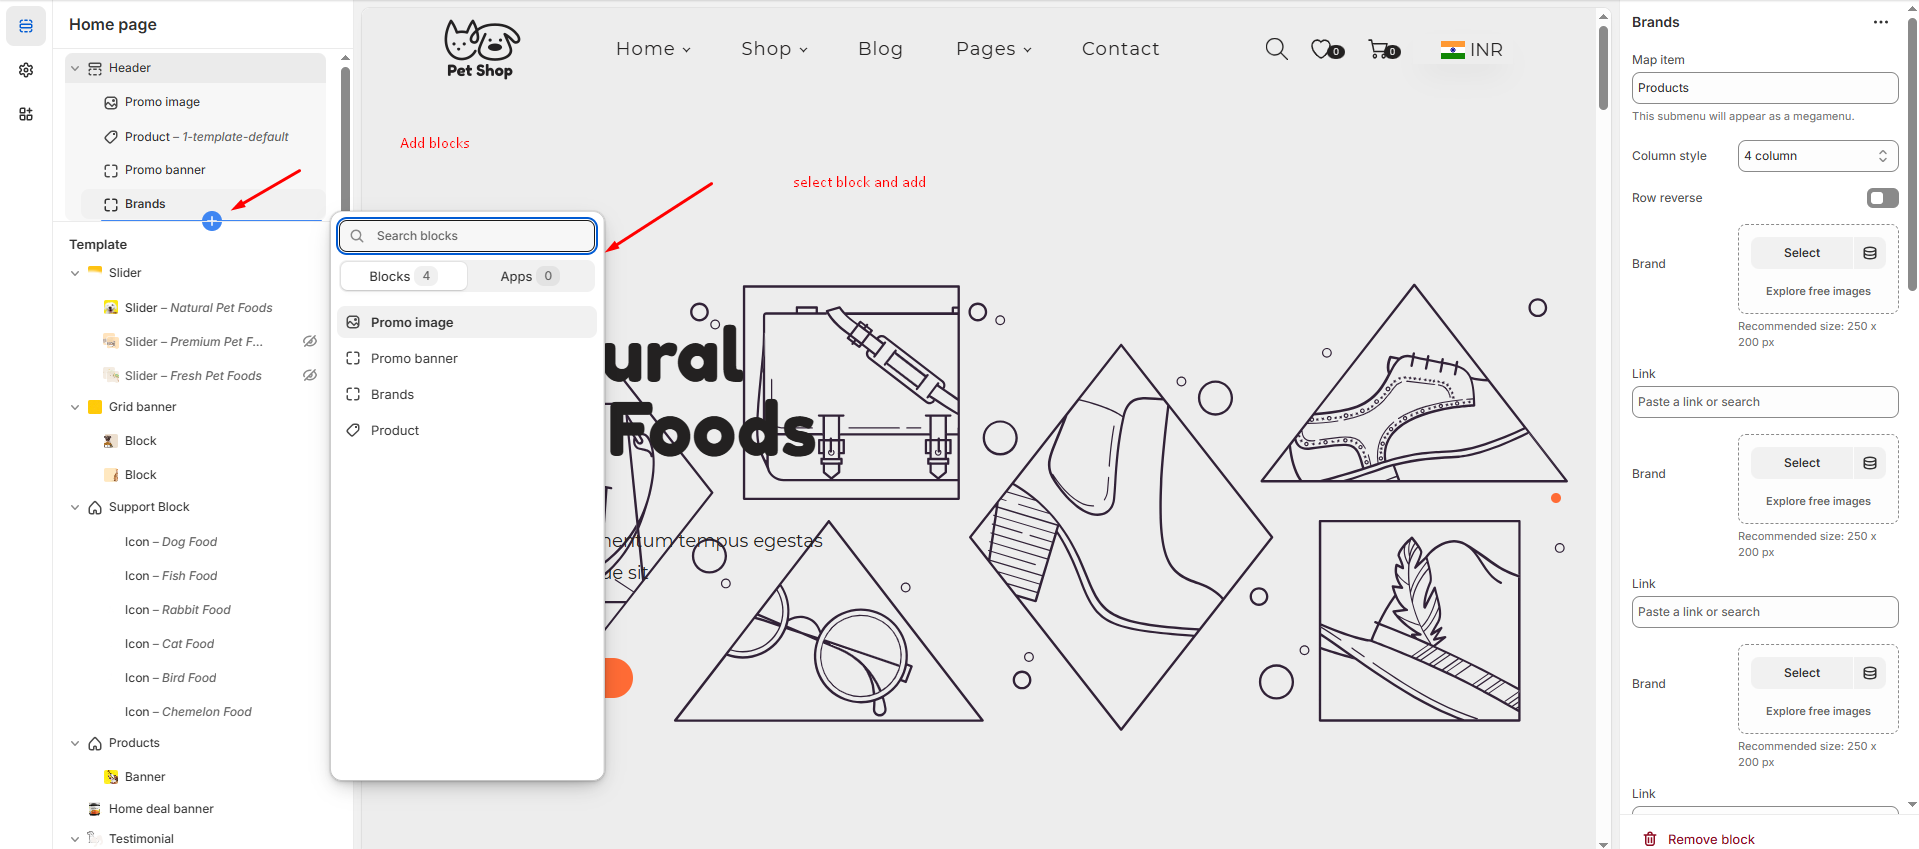 Home page
Header
Promo image
Product – 1-template-default
Promo banner
Brands
Template
Slider
Slider – Natural Pet Foods
Slider – Premium Pet F...
Slider – Fresh Pet Foods
Grid banner
Block
Block
Support Block
Icon – Dog Food
Icon – Fish Food
Icon – Rabbit Food
Icon – Cat Food
Icon – Bird Food
Icon – Chemelon Food
Products
Banner
Home deal banner
Testimonial
Search blocks
Blocks 4 Apps 0
Promo image
Promo banner
Brands
Product
Pet Shop
Home Shop Blog Pages Contact 0 0 INR
Add blocks
select block and add
ural
Foods
mentum tempus egestas
ue sit
Brands
Map item
Products
This submenu will appear as a megamenu.
Column style 4 column
Row reverse
Brand Select
Explore free images
Recommended size: 250 x
200 px
Link
Paste a link or search
Brand Select
Explore free images
Recommended size: 250 x
200 px
Link
Paste a link or search
Brand Select
Explore free images
Recommended size: 250 x
200 px
Link
Remove block